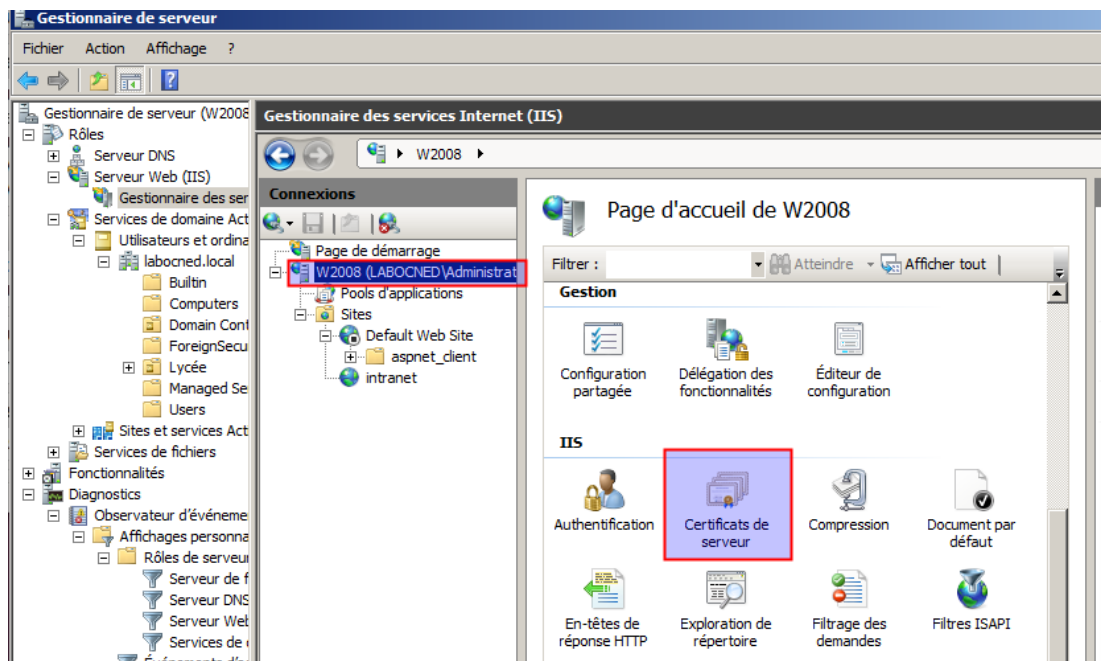 Gestionnaire de serveur
Fichier Action Affichage ?
Gestionnaire de serveur (W2008
Rôles
Serveur DNS
Serveur Web (IIS)
Gestionnaire des ser
Services de domaine Act
Utilisateurs et ordina
labocned.local
Builtin
Computers
Domain Cont
ForeignSecu
Lycée
Managed Se
Users
Sites et services Act
Services de fichiers
Fonctionnalités
Diagnostics
Observateur d'événeme
Affichages personna
Rôles de serveur
Serveur de f
Serveur DNS
Serveur Web
Services de
Gestionnaire des services Internet (IIS)
W2008
Connexions
Page de démarrage
W2008 (LABOCNED\Administrat
Pools d'applications
Sites
Default Web Site
aspnet_client
intranet
Page d'accueil de W2008
Filtrer : Atteindre Afficher tout
Gestion
Configuration partagée
Délégation des fonctionnalités
Éditeur de configuration
IIS
Authentification
Certificats de serveur
Compression
Document par défaut
En-têtes de réponse HTTP
Exploration de répertoire
Filtrage des demandes
Filtres ISAPI